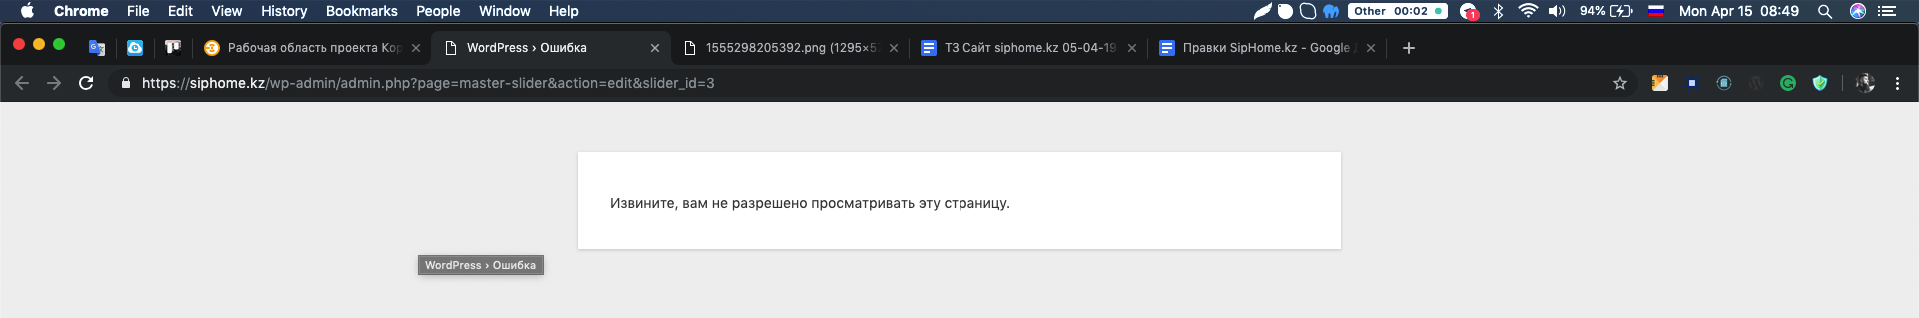 Chrome File Edit View History Bookmarks People Window Help Other 00:02 1 94% Mon Apr 15 08:49
Рабочая область проекта Кор WordPress › Ошибка 1555298205392.png (1295×5 ТЗ Сайт siphome.kz 05-04-19 Правки SipHome.kz - Google
https://siphome.kz/wp-admin/admin.php?page=master-slider&action=edit&slider_id=3
Извините, вам не разрешено просматривать эту страницу.
WordPress › Ошибка